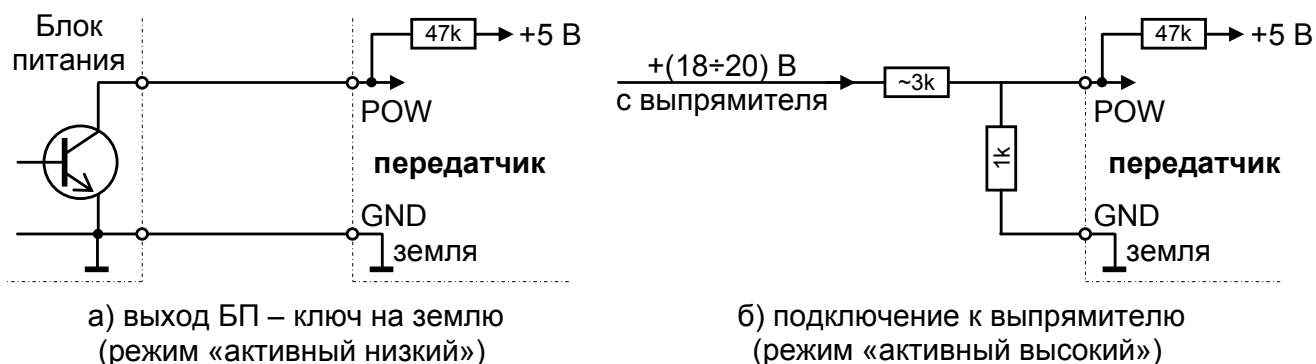 Блок
питания
47k
+5 В
POW
передатчик
GND
земля
а) выход БП – ключ на землю
(режим «активный низкий»)
+(18÷20) В
с выпрямителя
~3k
1k
47k
+5 В
POW
передатчик
GND
земля
б) подключение к выпрямителю
(режим «активный высокий»)